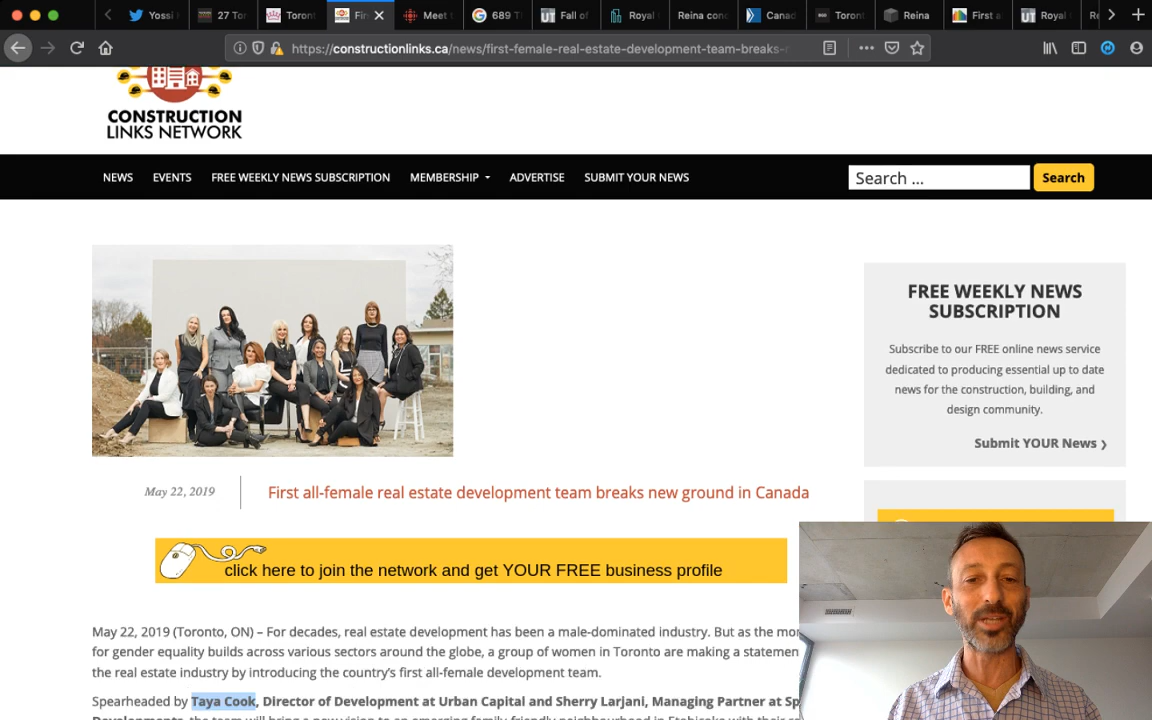 Yossi
27 Tor
Toront
Fir
Meet
689 T
Fall of
Royal
Reina conc
Canad
Toront
Reina
First a
Royal
Re
https://constructionlinks.ca/news/first-female-real-estate-development-team-breaks-n
CONSTRUCTION
LINKS NETWORK
NEWS
EVENTS
FREE WEEKLY NEWS SUBSCRIPTION
MEMBERSHIP
ADVERTISE
SUBMIT YOUR NEWS
Search ...
Search
FREE WEEKLY NEWS
SUBSCRIPTION
Subscribe to our FREE online news service
dedicated to producing essential up to date
news for the construction, building, and
design community.
Submit YOUR News ❯
May 22, 2019
First all-female real estate development team breaks new ground in Canada
click here to join the network and get YOUR FREE business profile
May 22, 2019 (Toronto, ON) – For decades, real estate development has been a male-dominated industry. But as the mor
for gender equality builds across various sectors around the globe, a group of women in Toronto are making a statemen
the real estate industry by introducing the country's first all-female development team.
Spearheaded by Taya Cook, Director of Development at Urban Capital and Sherry Larjani, Managing Partner at Sp